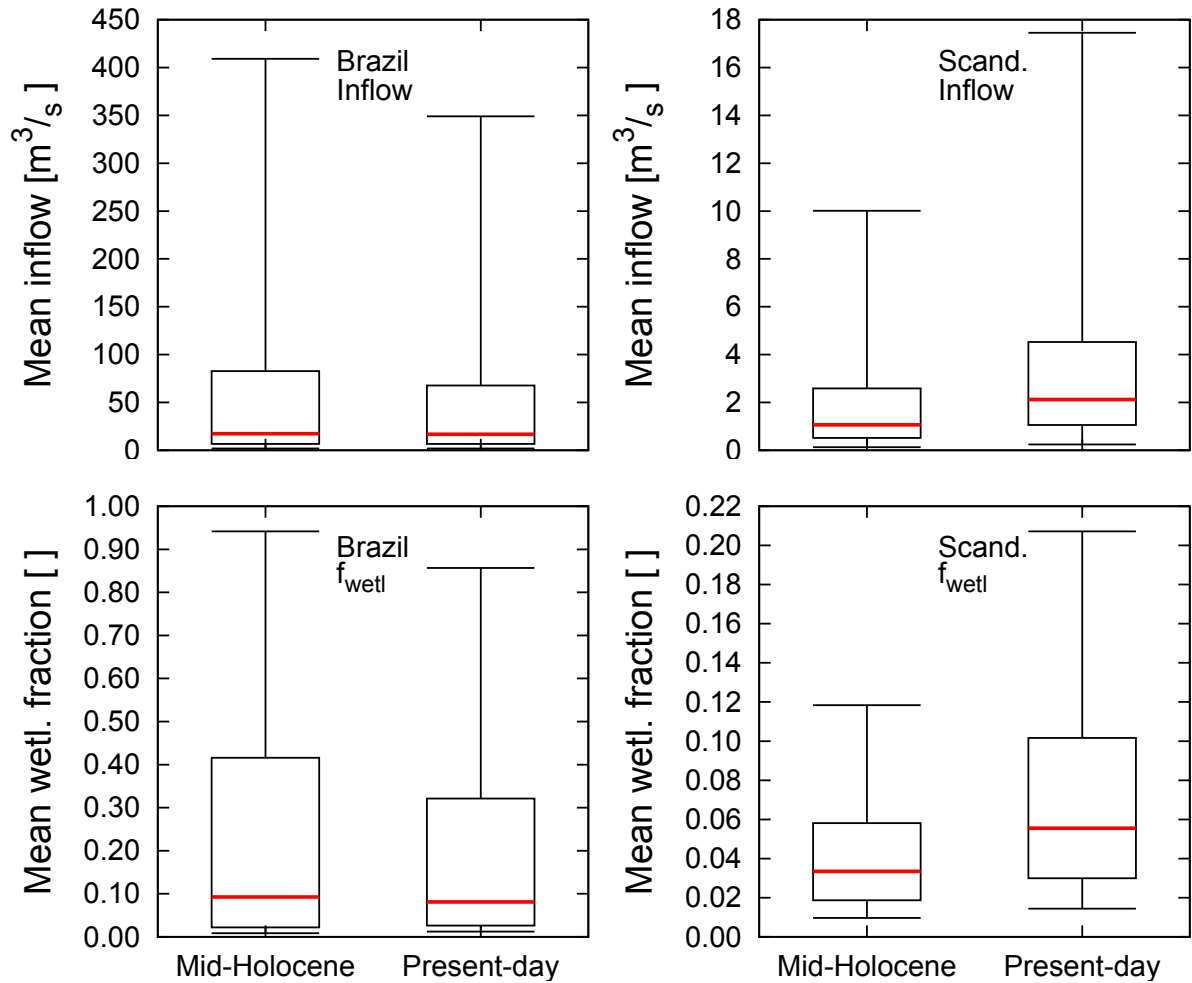 Mean inflow [m³/s ]
450
400
350
300
250
200
150
100
50
0
Brazil
Inflow
Mean inflow [m³/s ]
18
16
14
12
10
8
6
4
2
0
Scand.
Inflow
Mean wetl. fraction [ ]
1.00
0.90
0.80
0.70
0.60
0.50
0.40
0.30
0.20
0.10
0.00
Brazil
fwetl
Mid-Holocene
Present-day
Mean wetl. fraction [ ]
0.22
0.20
0.18
0.16
0.14
0.12
0.10
0.08
0.06
0.04
0.02
0.00
Scand.
fwetl
Mid-Holocene
Present-day